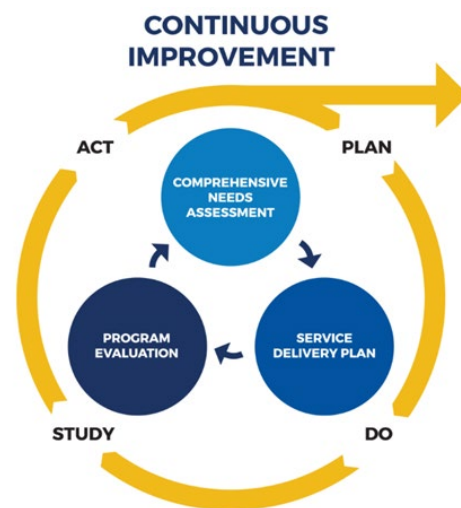 CONTINUOUS
IMPROVEMENT
ACT
PLAN
COMPREHENSIVE
NEEDS
ASSESSMENT
PROGRAM
EVALUATION
SERVICE
DELIVERY PLAN
STUDY
DO